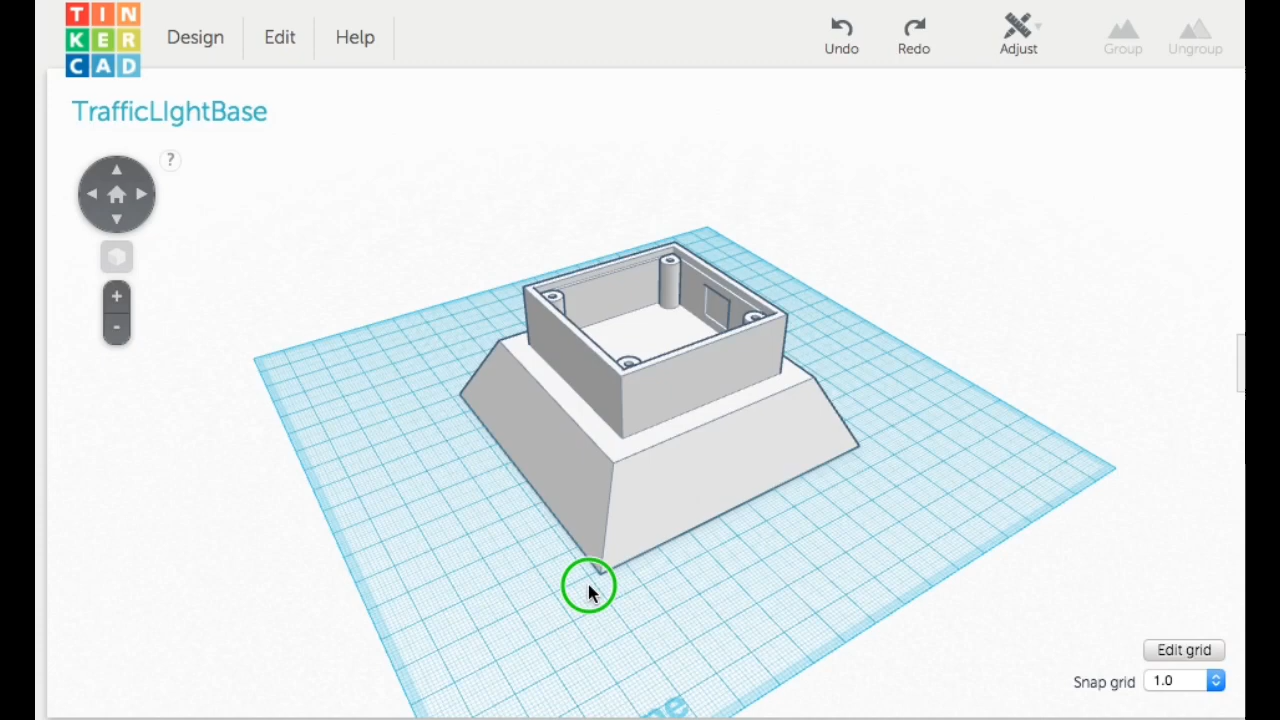 TIN
KER
CAD
Design
Edit
Help
Undo
Redo
Adjust
Group
Ungroup
TrafficLIghtBase
?
+
-
Edit grid
Snap grid 1.0